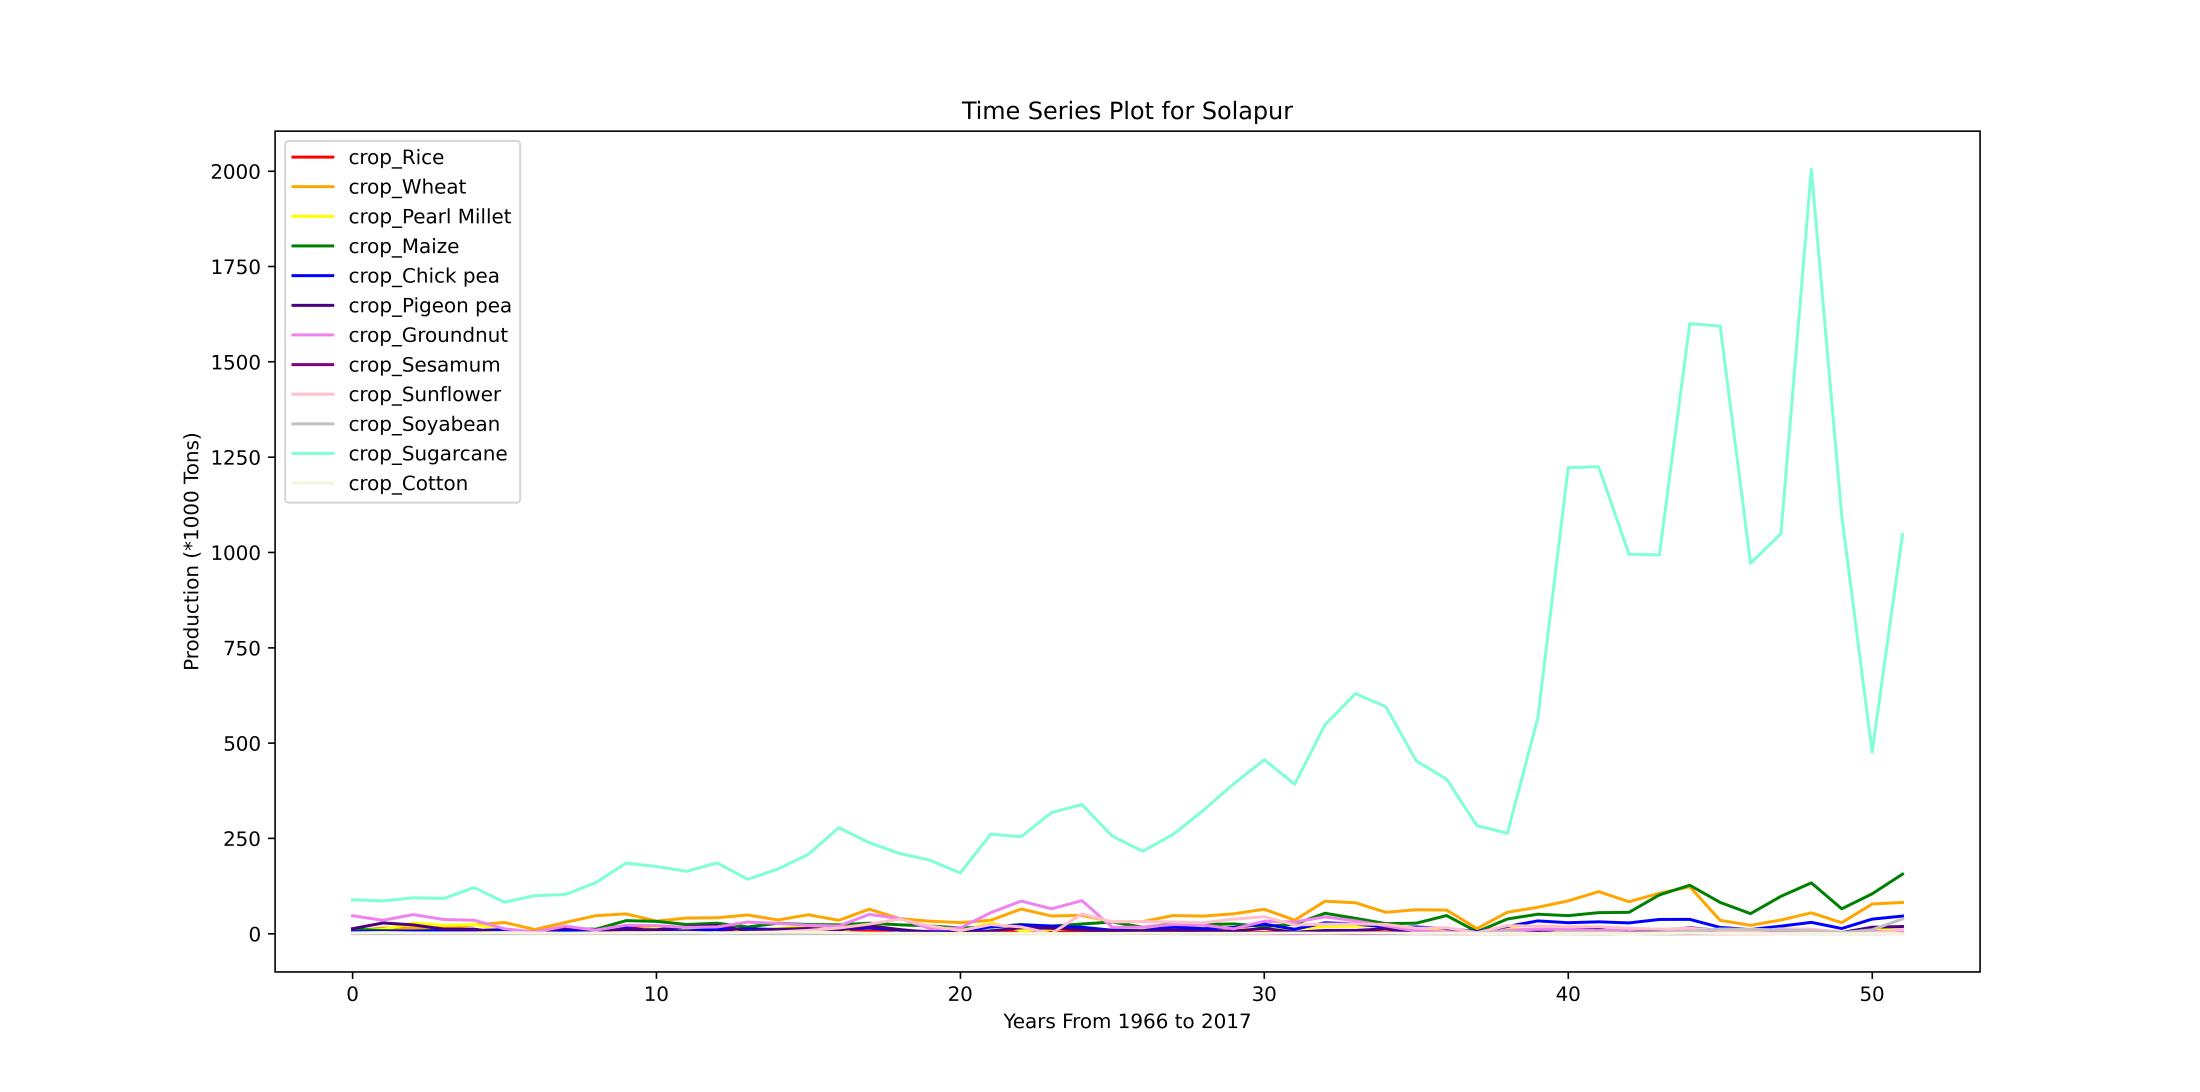 Time Series Plot for Solapur
crop_Rice
crop_Wheat
crop_Pearl Millet
crop_Maize
crop_Chick pea
crop_Pigeon pea
crop_Groundnut
crop_Sesamum
crop_Sunflower
crop_Soyabean
crop_Sugarcane
crop_Cotton
Production (*1000 Tons)
2000
1750
1500
1250
1000
750
500
250
0
0 10 20 30 40 50
Years From 1966 to 2017